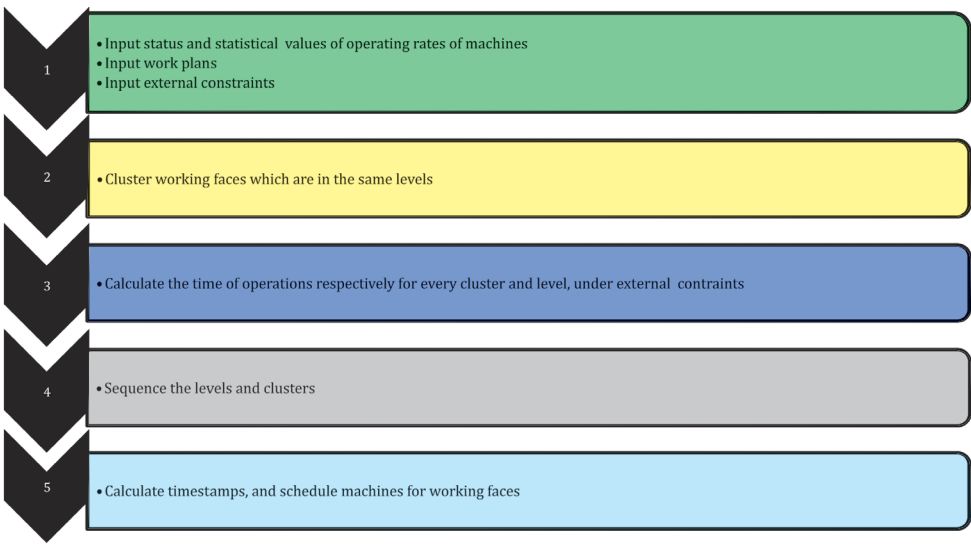 1
• Input status and statistical values of operating rates of machines
• Input work plans
• Input external constraints
2
• Cluster working faces which are in the same levels
3
• Calculate the time of operations respectively for every cluster and level, under external contraints
4
• Sequence the levels and clusters
5
• Calculate timestamps, and schedule machines for working faces